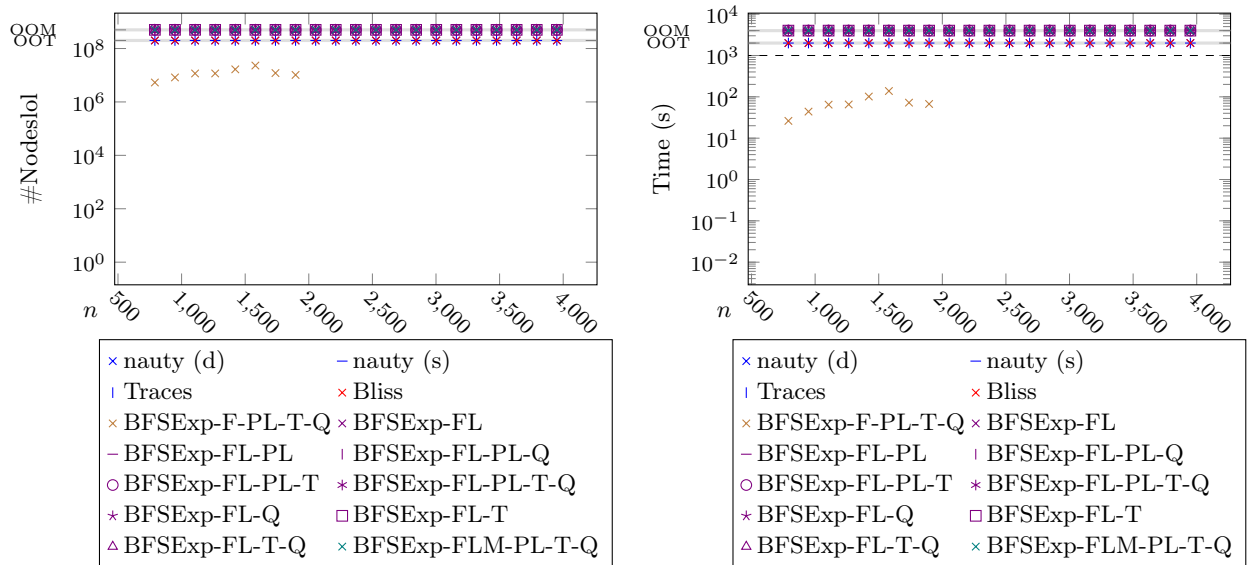 OOM
OOT
10^8
10^6
10^4
10^2
10^0
#Nodeslol
n
500
1,000
1,500
2,000
2,500
3,000
3,500
4,000
nauty (d)
nauty (s)
Traces
Bliss
BFSExp-F-PL-T-Q
BFSExp-FL
BFSExp-FL-PL
BFSExp-FL-PL-Q
BFSExp-FL-PL-T
BFSExp-FL-PL-T-Q
BFSExp-FL-Q
BFSExp-FL-T
BFSExp-FL-T-Q
BFSExp-FLM-PL-T-Q
10^4
OOM
OOT
10^3
10^2
10^1
10^0
10^−1
10^−2
Time (s)
n
500
1,000
1,500
2,000
2,500
3,000
3,500
4,000
nauty (d)
nauty (s)
Traces
Bliss
BFSExp-F-PL-T-Q
BFSExp-FL
BFSExp-FL-PL
BFSExp-FL-PL-Q
BFSExp-FL-PL-T
BFSExp-FL-PL-T-Q
BFSExp-FL-Q
BFSExp-FL-T
BFSExp-FL-T-Q
BFSExp-FLM-PL-T-Q